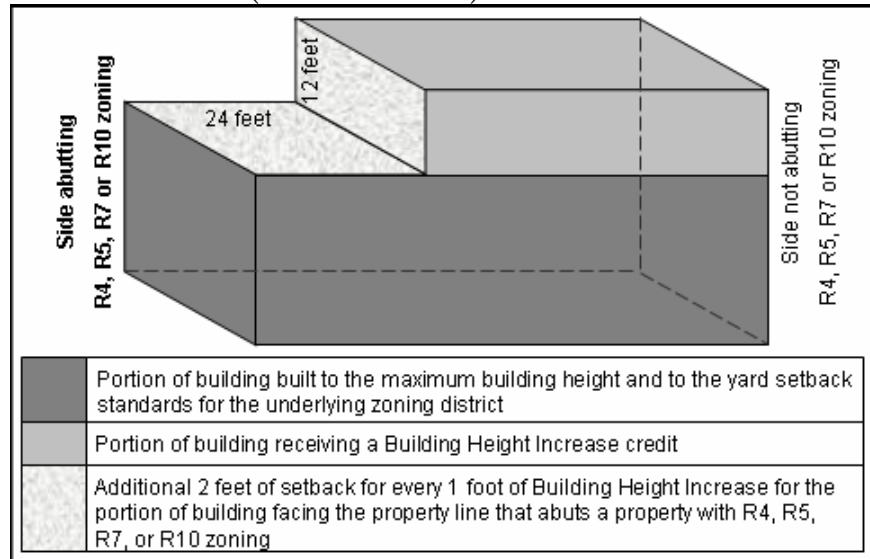 24 feet
12 feet
Side abutting
R4, R5, R7 or R10 zoning
Side not abutting
R4, R5, R7 or R10 zoning
Portion of building built to the maximum building height and to the yard setback
standards for the underlying zoning district
Portion of building receiving a Building Height Increase credit
Additional 2 feet of setback for every 1 foot of Building Height Increase for the
portion of building facing the property line that abuts a property with R4, R5,
R7, or R10 zoning